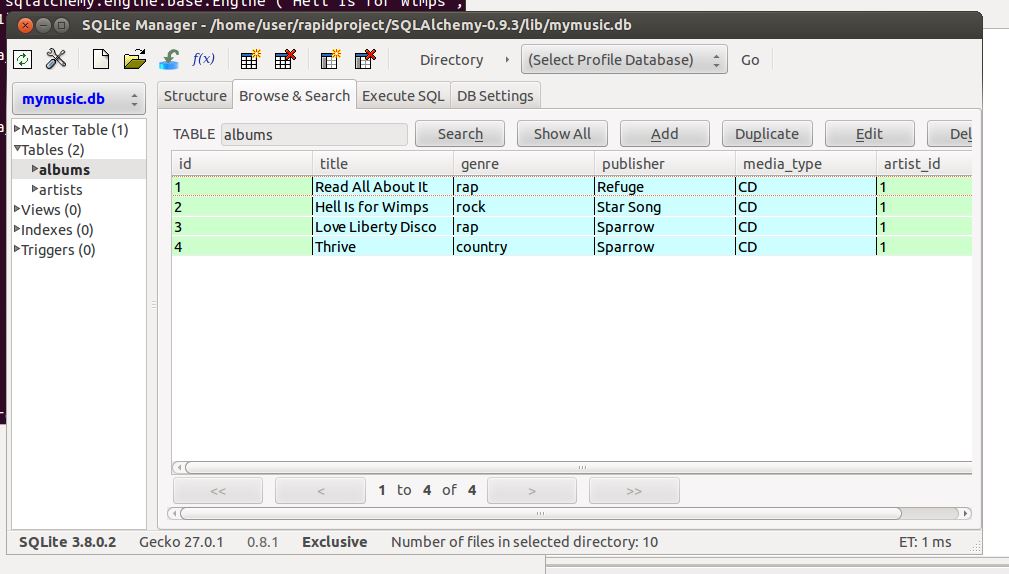 sqlalchemy.engine.base.Engine ('Hell Is for Wimps',
SQLite Manager - /home/user/rapidproject/SQLAlchemy-0.9.3/lib/mymusic.db
f(x) Directory (Select Profile Database) Go
mymusic.db
Structure Browse & Search Execute SQL DB Settings
Master Table (1)
Tables (2)
albums
artists
Views (0)
Indexes (0)
Triggers (0)
TABLE albums Search Show All Add Duplicate Edit Del
id title genre publisher media_type artist_id
1 Read All About It rap Refuge CD 1
2 Hell Is for Wimps rock Star Song CD 1
3 Love Liberty Disco rap Sparrow CD 1
4 Thrive country Sparrow CD 1
<< < 1 to 4 of 4 > >>
SQLite 3.8.0.2 Gecko 27.0.1 0.8.1 Exclusive Number of files in selected directory: 10 ET: 1 ms